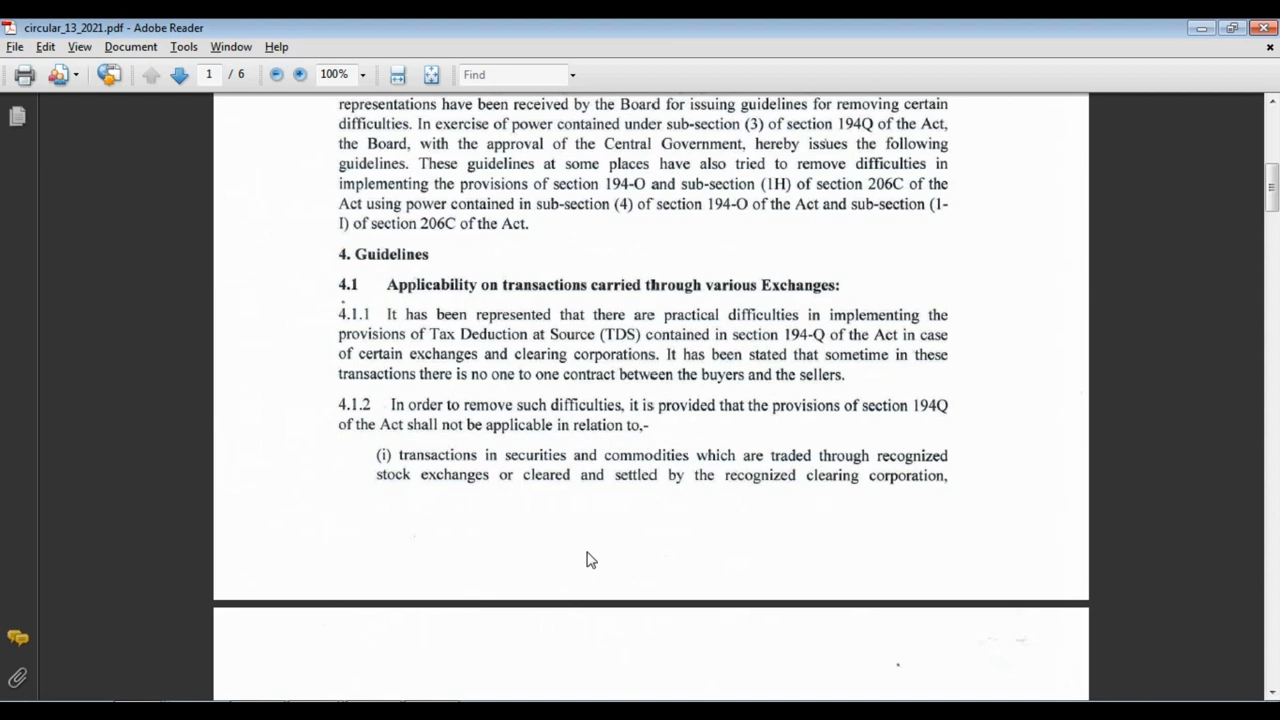 circular_13_2021.pdf - Adobe Reader
File Edit View Document Tools Window Help
1 / 6 100% Find
representations have been received by the Board for issuing guidelines for removing certain
difficulties. In exercise of power contained under sub-section (3) of section 194Q of the Act,
the Board, with the approval of the Central Government, hereby issues the following
guidelines. These guidelines at some places have also tried to remove difficulties in
implementing the provisions of section 194-O and sub-section (1H) of section 206C of the
Act using power contained in sub-section (4) of section 194-O of the Act and sub-section (1-
I) of section 206C of the Act.
4. Guidelines
4.1 Applicability on transactions carried through various Exchanges:
4.1.1 It has been represented that there are practical difficulties in implementing the
provisions of Tax Deduction at Source (TDS) contained in section 194-Q of the Act in case
of certain exchanges and clearing corporations. It has been stated that sometime in these
transactions there is no one to one contract between the buyers and the sellers.
4.1.2 In order to remove such difficulties, it is provided that the provisions of section 194Q
of the Act shall not be applicable in relation to,-
(i) transactions in securities and commodities which are traded through recognized
stock exchanges or cleared and settled by the recognized clearing corporation,